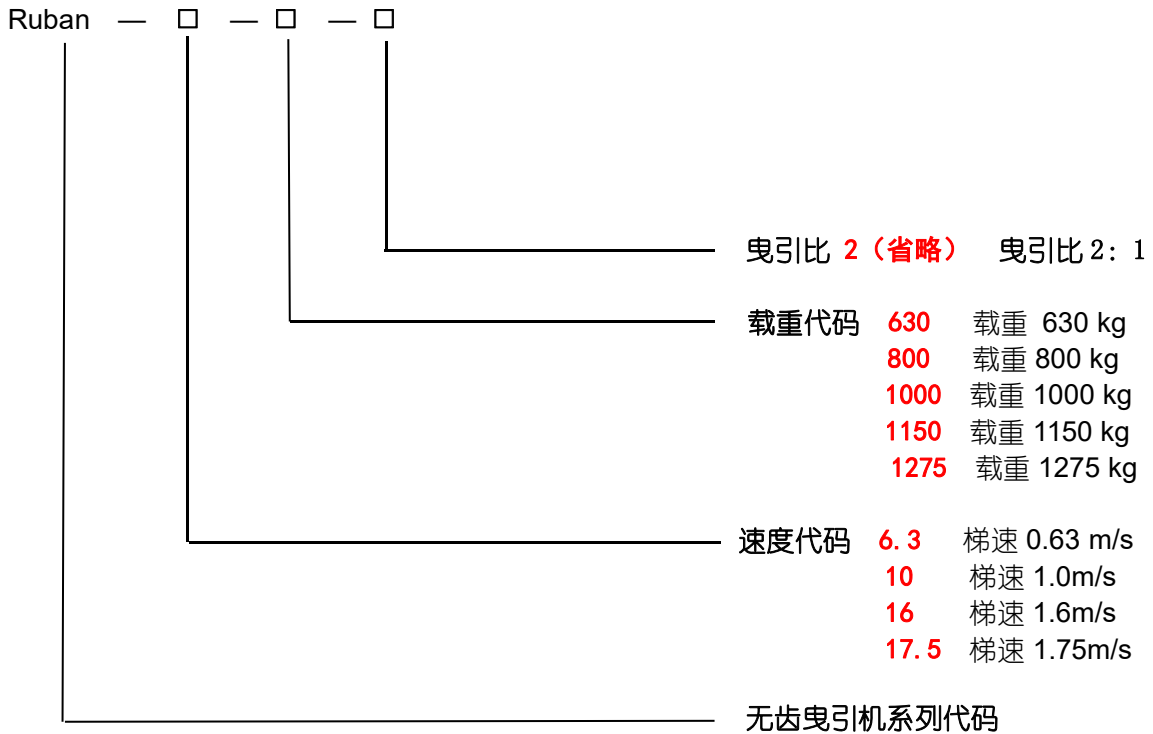 Ruban — □ — □ — □
曳引比 2（省略） 曳引比 2：1
载重代码 630 载重 630 kg
800 载重 800 kg
1000 载重 1000 kg
1150 载重 1150 kg
1275 载重 1275 kg
速度代码 6.3 梯速 0.63 m/s
10 梯速 1.0m/s
16 梯速 1.6m/s
17.5 梯速 1.75m/s
无齿曳引机系列代码